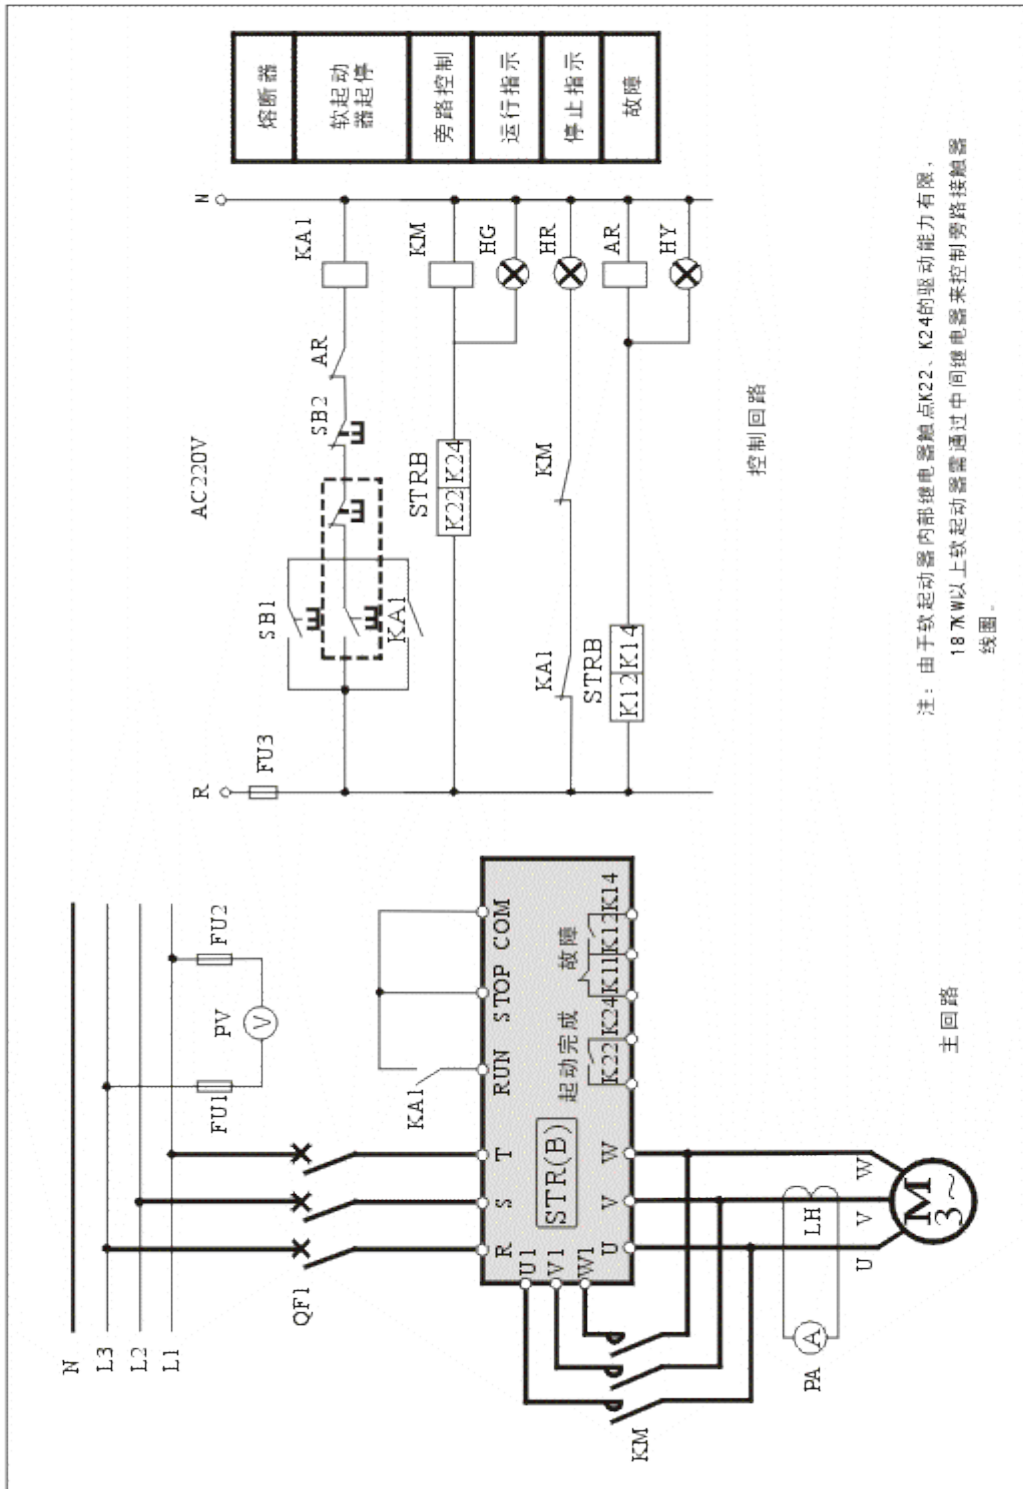 N
L3
L2
L1
FU1
PV
FU2
V
QF1
KA1
R
S
T
RUN
STOP
COM
U1
V1
W1
STR(B)
起动完成
故障
K22
K24
K11
K12
K14
U
V
W
KM
PA
A
LH
U
V
W
M
3~
主回路
AC220V
R
N
FU3
熔断器
SB1
SB2
AR
KA1
软起动
器起停
KA1
STRB
K22
K24
KM
旁路控制
HG
运行指示
KA1
KM
HR
停止指示
STRB
K12
K14
AR
故障
HY
控制回路
注：由于软起动器内部继电器触点K22、K24的驱动能力有限，
187KW以上软起动器需通过中间继电器来控制旁路接触器
线圈。